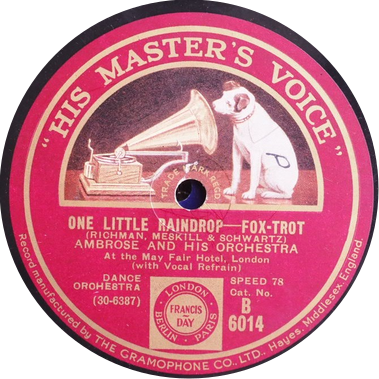 "HIS MASTER'S VOICE"
P
TRADE MARK REGD
ONE LITTLE RAINDROP—FOX-TROT
(RICHMAN, MESKILL & SCHWARTZ)
AMBROSE AND HIS ORCHESTRA
At the May Fair Hotel, London
(with Vocal Refrain)
DANCE
ORCHESTRA
(30-6387)
LONDON
FRANCIS
DAY
BERLIN
PARIS
SPEED 78
Cat. No.
B
6014
Record manufactured by THE GRAMOPHONE CO., LTD., Hayes, Middlesex, England.